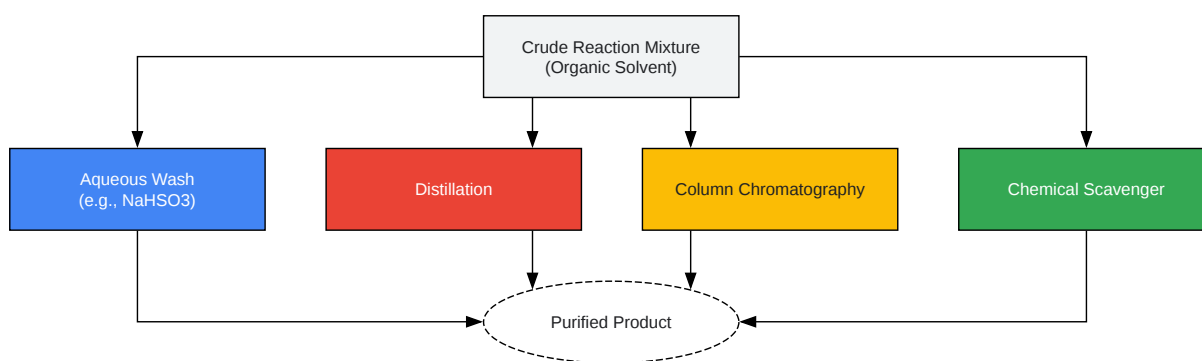 Crude Reaction Mixture
(Organic Solvent)
Aqueous Wash
(e.g., NaHSO3)
Distillation
Column Chromatography
Chemical Scavenger
Purified Product